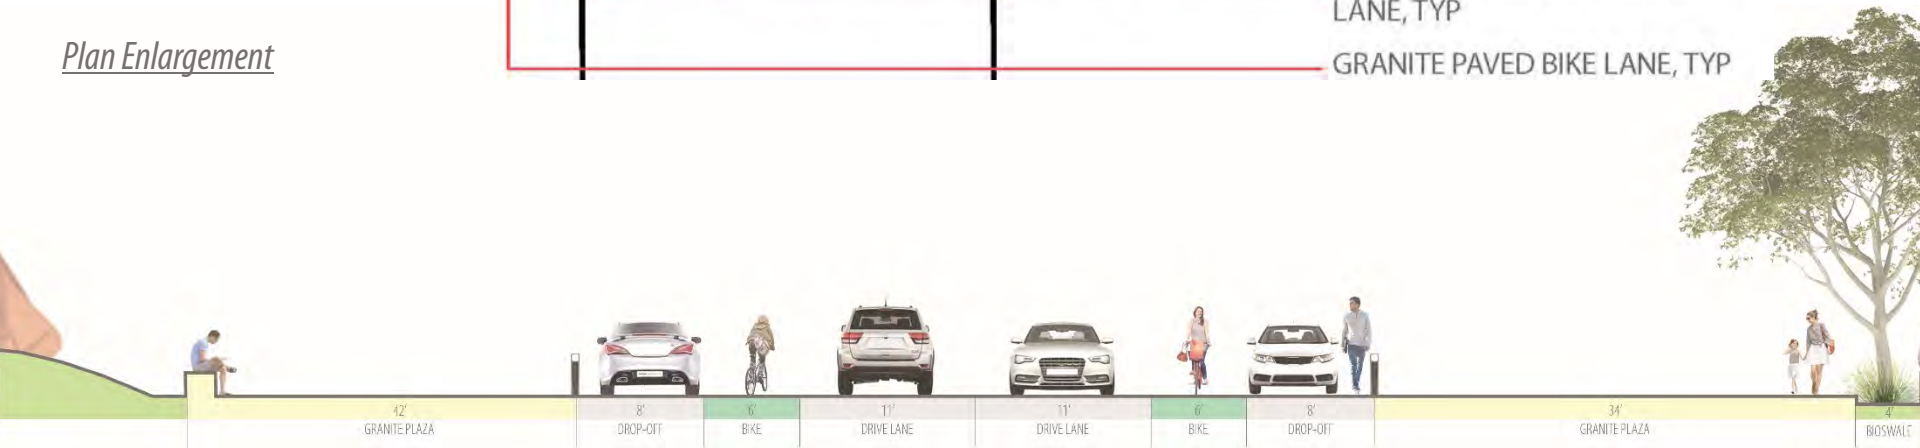 LANE, TYP
Plan Enlargement
GRANITE PAVED BIKE LANE, TYP
42' 8' 6' 11' 11' 6' 8' 34' 4'
GRANITE PLAZA DROP-OFF BIKE DRIVE LANE DRIVE LANE BIKE DROP-OFF GRANITE PLAZA BIOSWALE